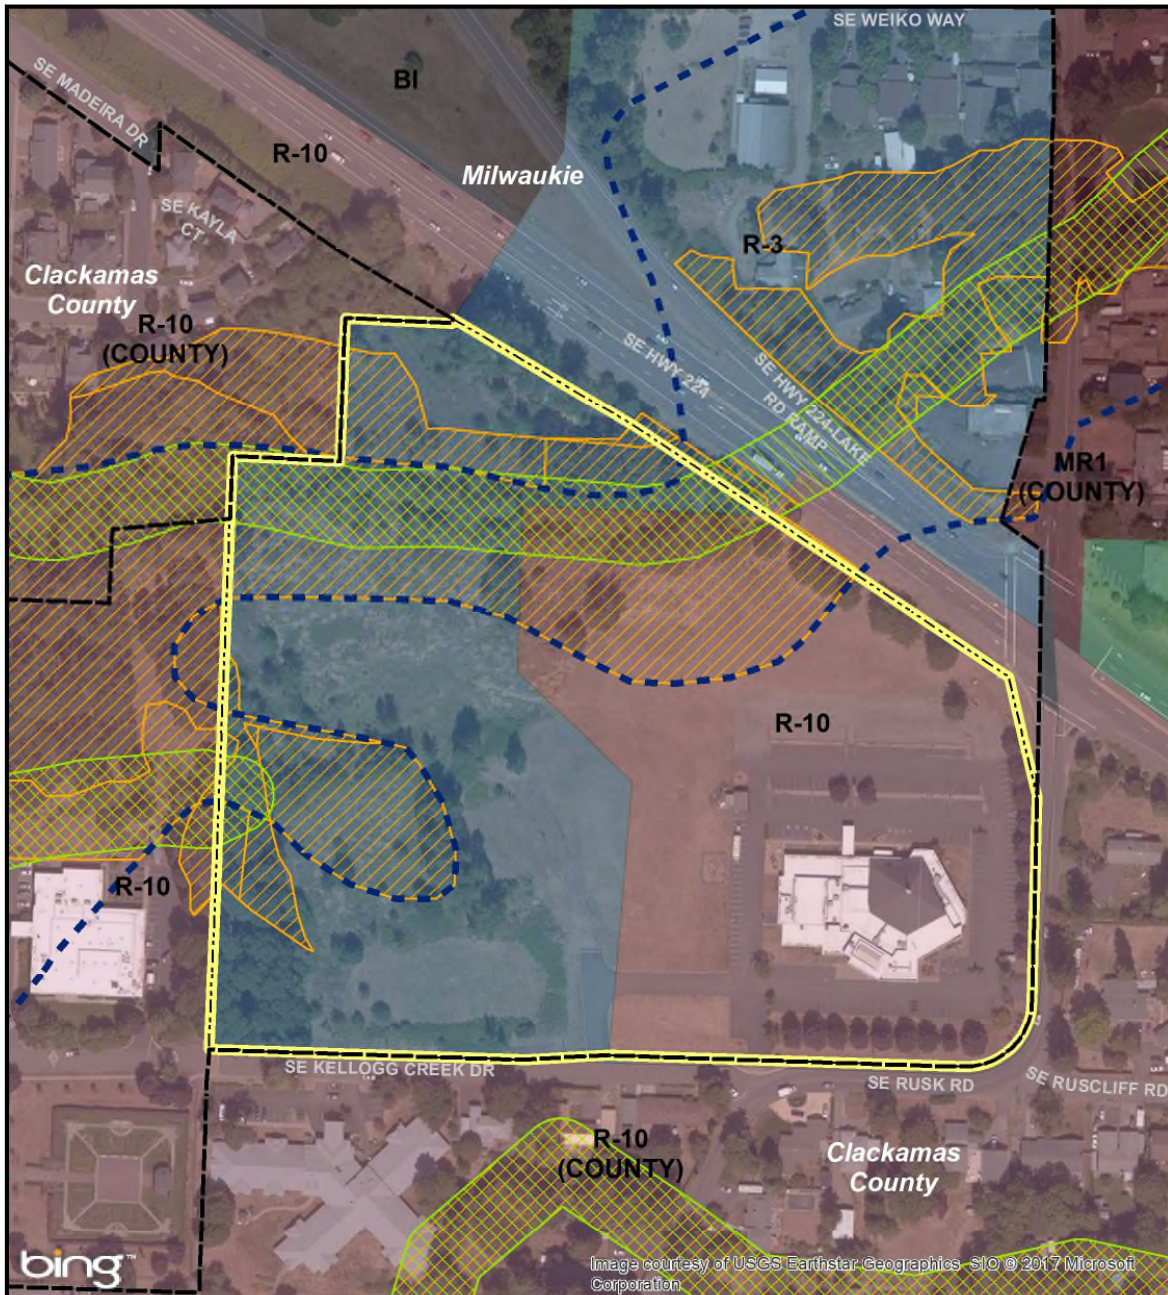 SE WEIKO WAY
BI
SE MADEIRA DR
R-10
Milwaukie
SE KAYLA
CT
R-3
Clackamas
County
R-10
(COUNTY)
SE HWY 224
SE HWY 224-LAKE
RD RAMP
MR1
(COUNTY)
R-10
R-10
SE KELLOGG CREEK DR
SE RUSK RD
SE RUSCLIFF RD
R-10
(COUNTY)
Clackamas
County
bing™
Image courtesy of USGS Earthstar Geographics SIO © 2017 Microsoft
Corporation